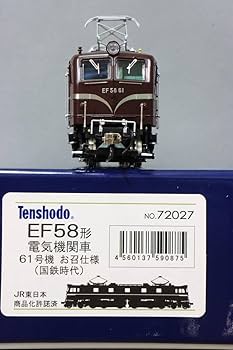 EF58 61
Tenshodo
NO.72027
EF58形
電気機関車
61号機 お召仕様
(国鉄時代)
4 560137 590875
JR東日本
商品化許諾済